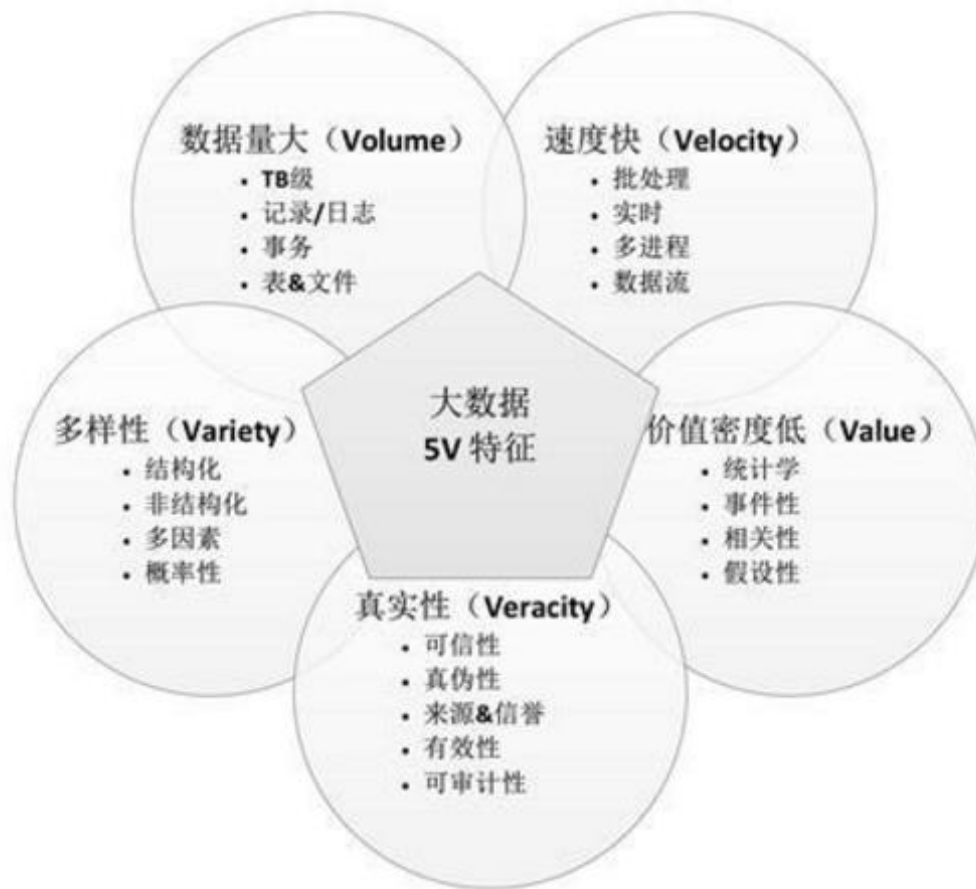 数据量大（Volume）
• TB级
• 记录/日志
• 事务
• 表&文件
速度快（Velocity）
• 批处理
• 实时
• 多进程
• 数据流
大数据
5V 特征
多样性（Variety）
• 结构化
• 非结构化
• 多因素
• 概率性
价值密度低（Value）
• 统计学
• 事件性
• 相关性
• 假设性
真实性（Veracity）
• 可信性
• 真伪性
• 来源&信誉
• 有效性
• 可审计性